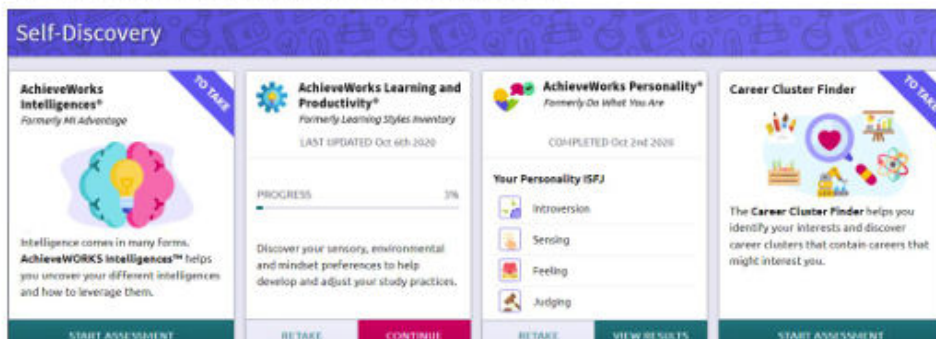 Self-Discovery
AchieveWorks
Intelligences®
Formerly MI Advantage
TO TAKE
Intelligence comes in many forms.
AchieveWORKS Intelligences™ helps
you uncover your different intelligences
and how to leverage them.
START ASSESSMENT
AchieveWorks Learning and
Productivity®
Formerly Learning Styles Inventory
LAST UPDATED Oct 6th 2020
PROGRESS 3%
Discover your sensory, environmental
and mindset preferences to help
develop and adjust your study practices.
RETAKE CONTINUE
AchieveWorks Personality®
Formerly Do What You Are
COMPLETED Oct 2nd 2020
Your Personality ISFJ
Introversion
Sensing
Feeling
Judging
RETAKE VIEW RESULTS
Career Cluster Finder
TO TAKE
The Career Cluster Finder helps you
identify your interests and discover
career clusters that contain careers that
might interest you.
START ASSESSMENT